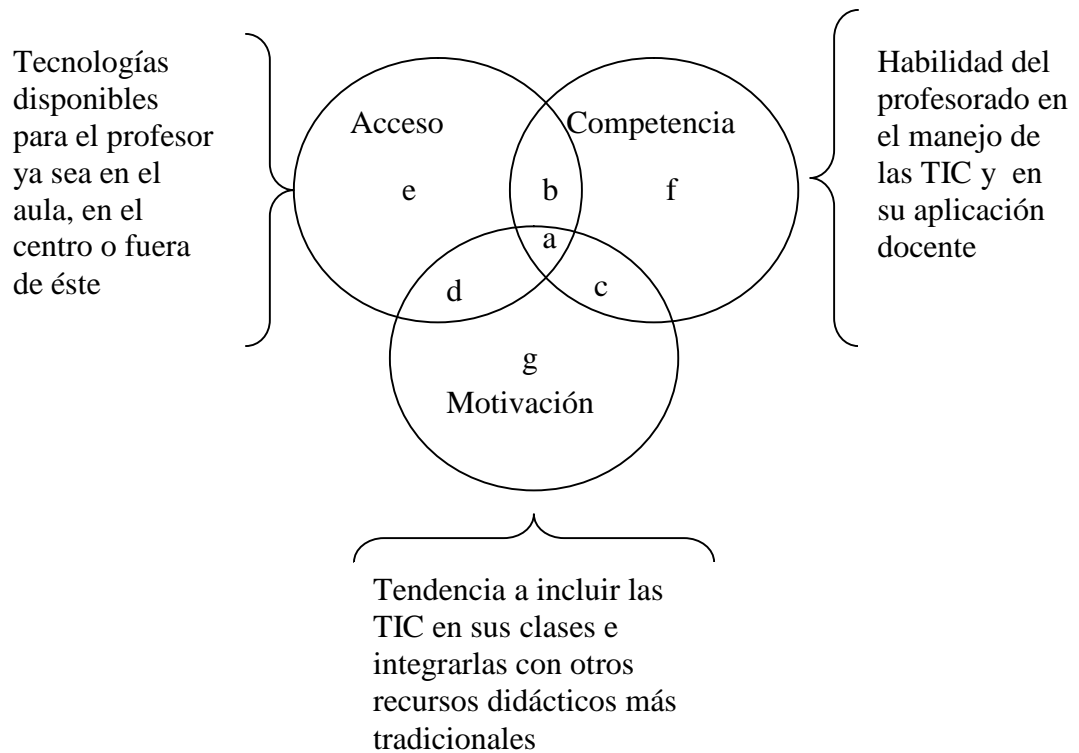 Tecnologías
disponibles
para el profesor
ya sea en el
aula, en el
centro o fuera
de éste
Acceso
Competencia
e
b
f
a
d
c
g
Motivación
Habilidad del
profesorado en
el manejo de
las TIC y en
su aplicación
docente
Tendencia a incluir las
TIC en sus clases e
integrarlas con otros
recursos didácticos más
tradicionales